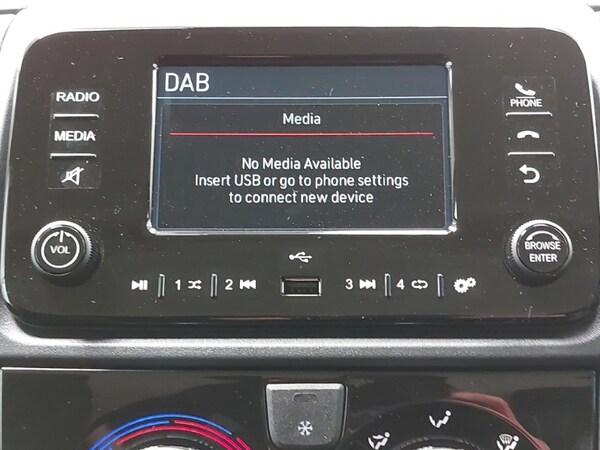 DAB
RADIO
Media
PHONE
MEDIA
No Media Available
Insert USB or go to phone settings
to connect new device
VOL
BROWSE
ENTER
1
2
3
4